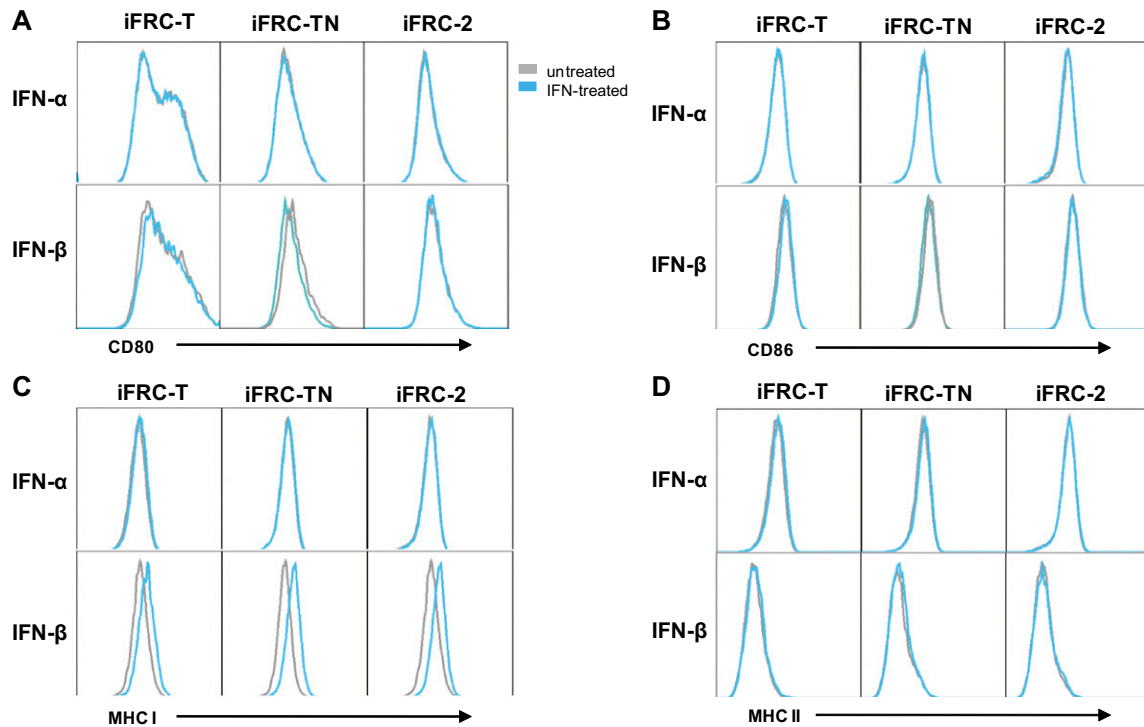 A
iFRC-T iFRC-TN iFRC-2
IFN-α
IFN-β
CD80
untreated
IFN-treated
B
iFRC-T iFRC-TN iFRC-2
IFN-α
IFN-β
CD86
C
iFRC-T iFRC-TN iFRC-2
IFN-α
IFN-β
MHC I
D
iFRC-T iFRC-TN iFRC-2
IFN-α
IFN-β
MHC II